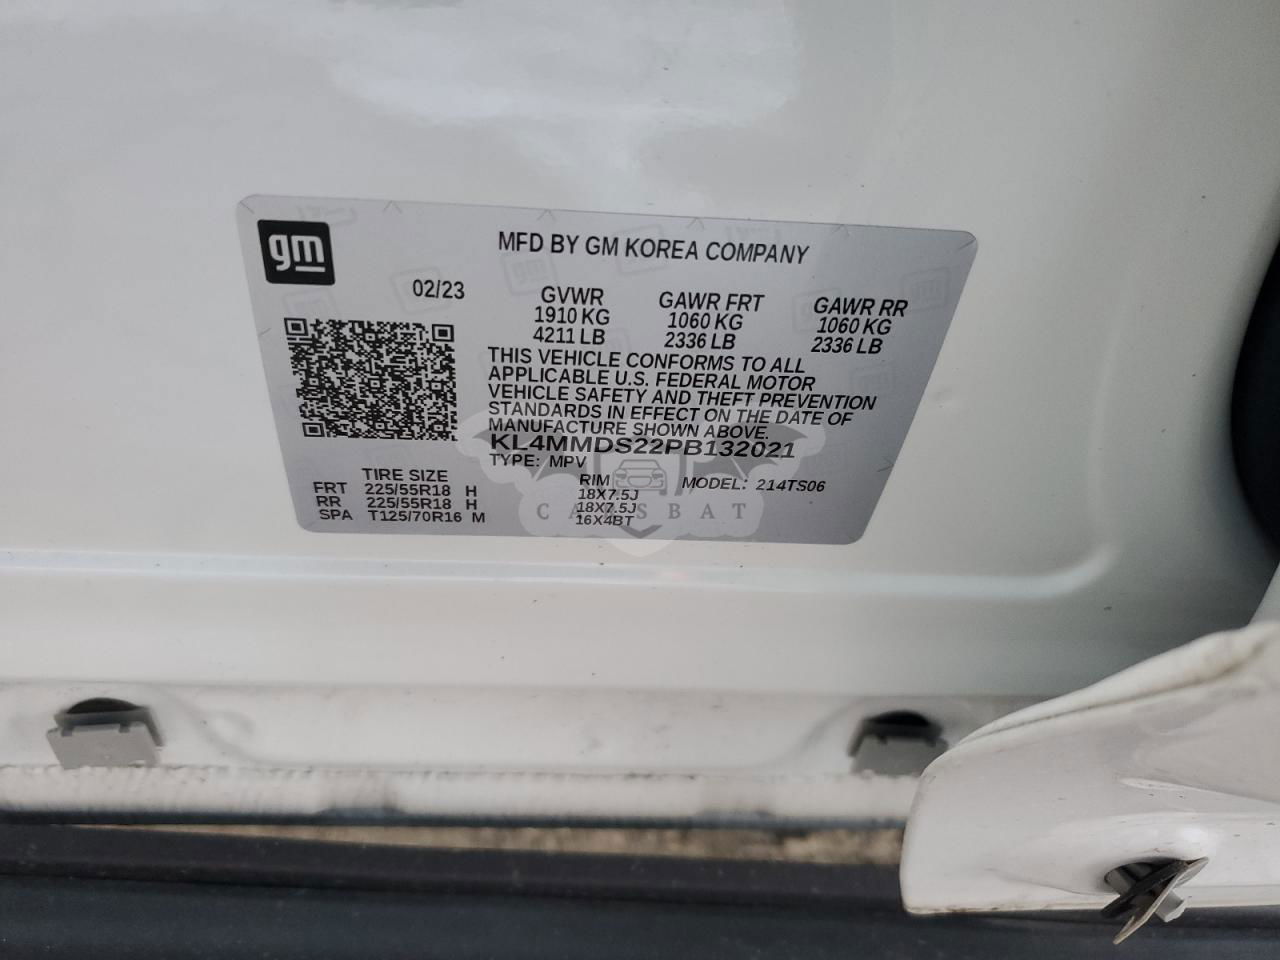 gm
MFD BY GM KOREA COMPANY
02/23
GVWR GAWR FRT GAWR RR
1910 KG 1060 KG 1060 KG
4211 LB 2336 LB 2336 LB
THIS VEHICLE CONFORMS TO ALL
APPLICABLE U.S. FEDERAL MOTOR
VEHICLE SAFETY AND THEFT PREVENTION
STANDARDS IN EFFECT ON THE DATE OF
MANUFACTURE SHOWN ABOVE.
KL4MMDS22PB132021
TYPE: MPV
TIRE SIZE RIM MODEL: 214TS06
FRT 225/55R18 H 18X7.5J
RR 225/55R18 H 18X7.5J
SPA T125/70R16 M 16X4BT
CARSBAT